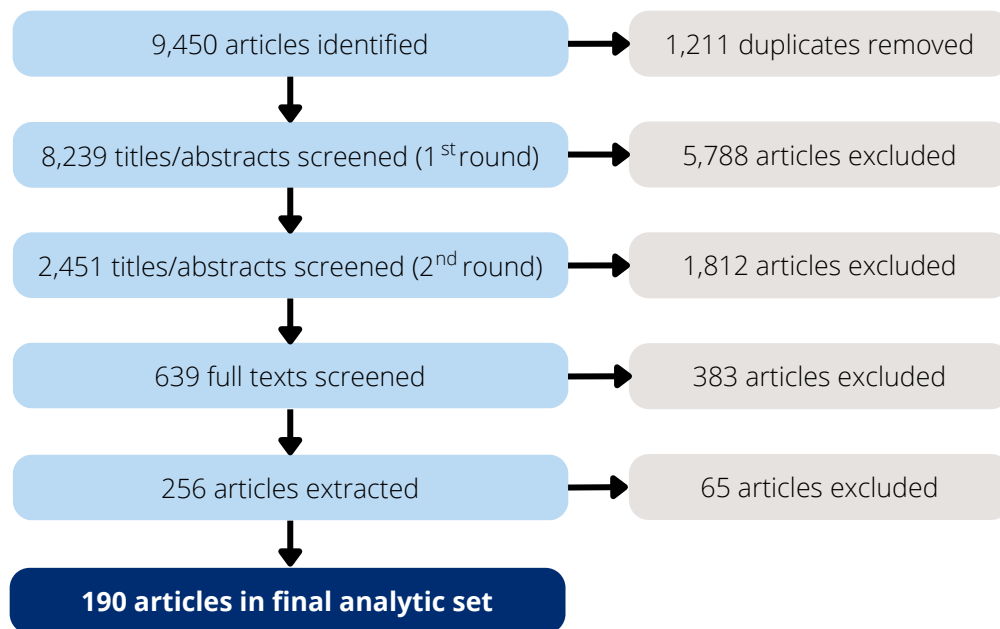 9,450 articles identified
1,211 duplicates removed
8,239 titles/abstracts screened (1st round)
5,788 articles excluded
2,451 titles/abstracts screened (2nd round)
1,812 articles excluded
639 full texts screened
383 articles excluded
256 articles extracted
65 articles excluded
190 articles in final analytic set